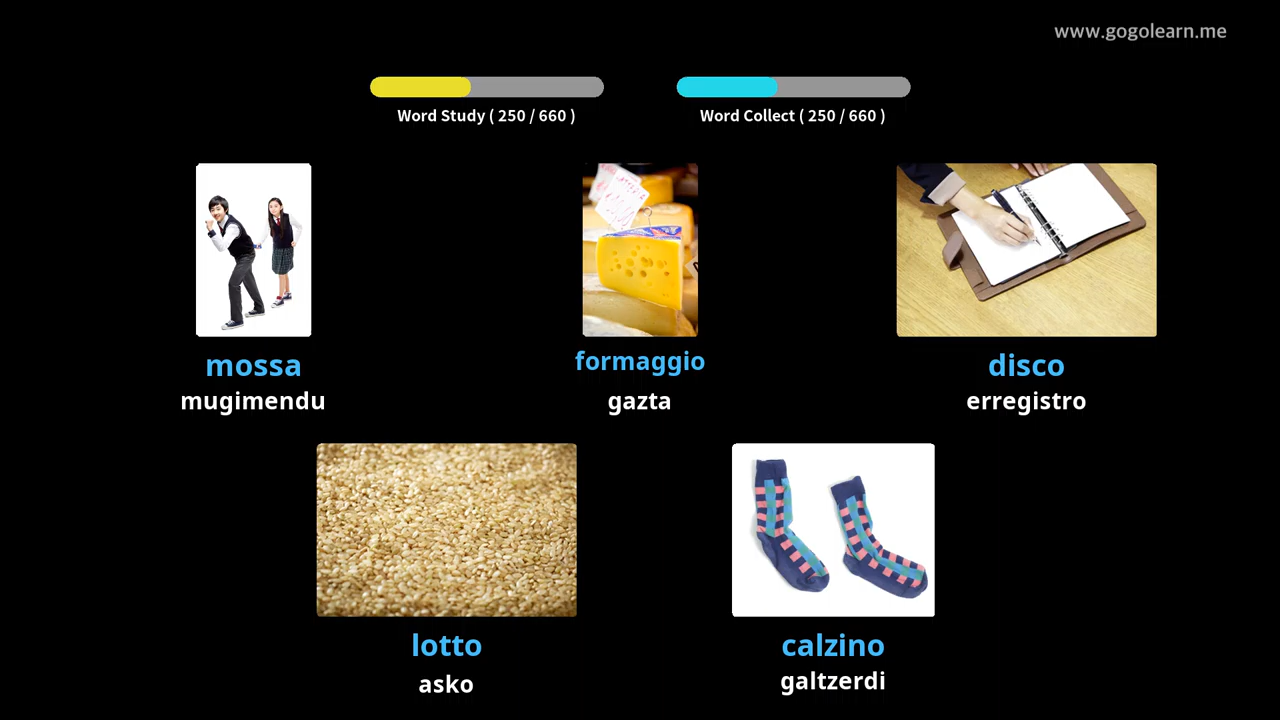 www.gogolearn.me
Word Study ( 250 / 660 )
Word Collect ( 250 / 660 )
mossa
mugimendu
formaggio
gazta
disco
erregistro
lotto
asko
calzino
galtzerdi